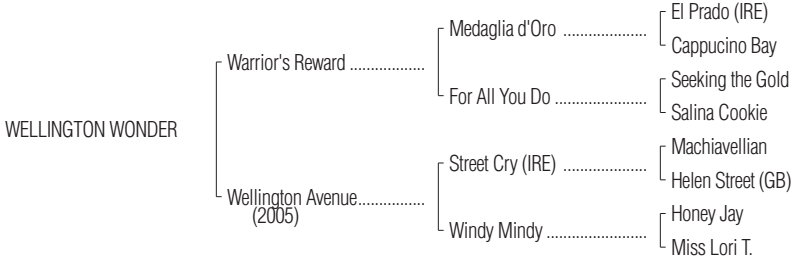 El Prado (IRE)
Medaglia d'Oro ....................
Cappucino Bay
Warrior's Reward ..................
Seeking the Gold
For All You Do ......................
Salina Cookie
WELLINGTON WONDER
Machiavellian
Street Cry (IRE) ....................
Helen Street (GB)
Wellington Avenue................
(2005)
Honey Jay
Windy Mindy ........................
Miss Lori T.